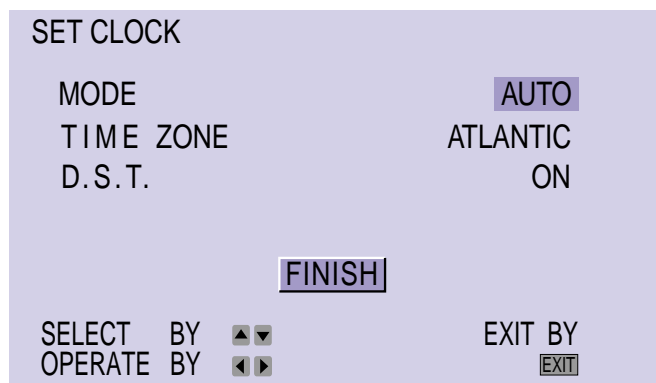 SET CLOCK
MODE AUTO
TIME ZONE ATLANTIC
D.S.T. ON
FINISH
SELECT BY ▲▼ EXIT BY
OPERATE BY ◀▶ EXIT